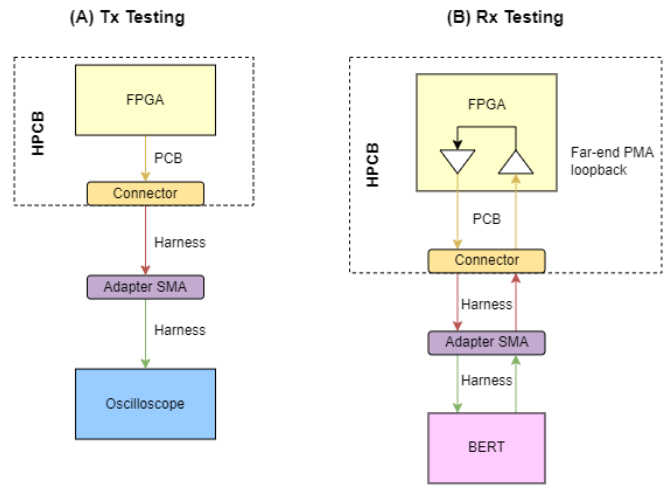 (A) Tx Testing
HPCB
FPGA
PCB
Connector
Harness
Adapter SMA
Harness
Oscilloscope
(B) Rx Testing
HPCB
FPGA
Far-end PMA
loopback
PCB
Connector
Harness
Adapter SMA
Harness
BERT